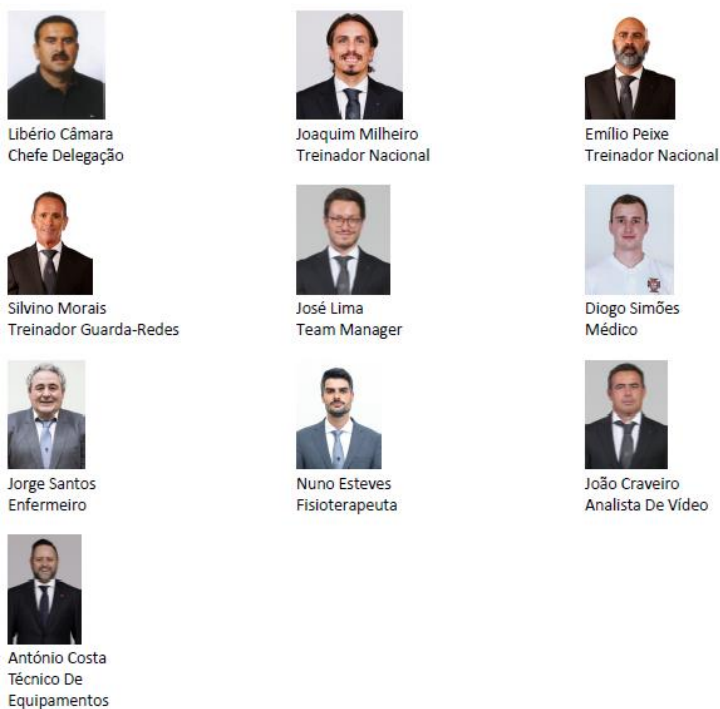 Libério Câmara
Chefe Delegação
Joaquim Milheiro
Treinador Nacional
Emílio Peixe
Treinador Nacional
Silvino Morais
Treinador Guarda-Redes
José Lima
Team Manager
Diogo Simões
Médico
Jorge Santos
Enfermeiro
Nuno Esteves
Fisioterapeuta
João Craveiro
Analista De Vídeo
António Costa
Técnico De
Equipamentos